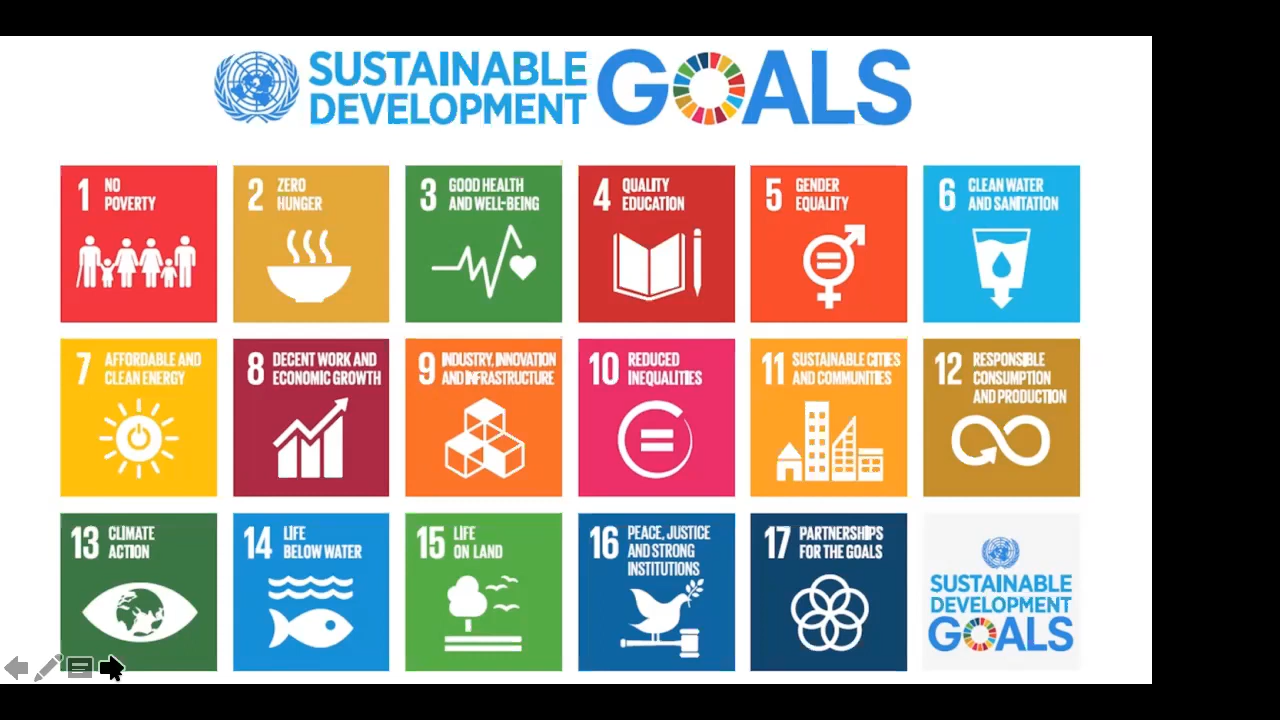 SUSTAINABLE
DEVELOPMENT
GOALS
1 NO
POVERTY
2 ZERO
HUNGER
3 GOOD HEALTH
AND WELL-BEING
4 QUALITY
EDUCATION
5 GENDER
EQUALITY
6 CLEAN WATER
AND SANITATION
7 AFFORDABLE AND
CLEAN ENERGY
8 DECENT WORK AND
ECONOMIC GROWTH
9 INDUSTRY, INNOVATION
AND INFRASTRUCTURE
10 REDUCED
INEQUALITIES
11 SUSTAINABLE CITIES
AND COMMUNITIES
12 RESPONSIBLE
CONSUMPTION
AND PRODUCTION
13 CLIMATE
ACTION
14 LIFE
BELOW WATER
15 LIFE
ON LAND
16 PEACE, JUSTICE
AND STRONG
INSTITUTIONS
17 PARTNERSHIPS
FOR THE GOALS
SUSTAINABLE
DEVELOPMENT
GOALS